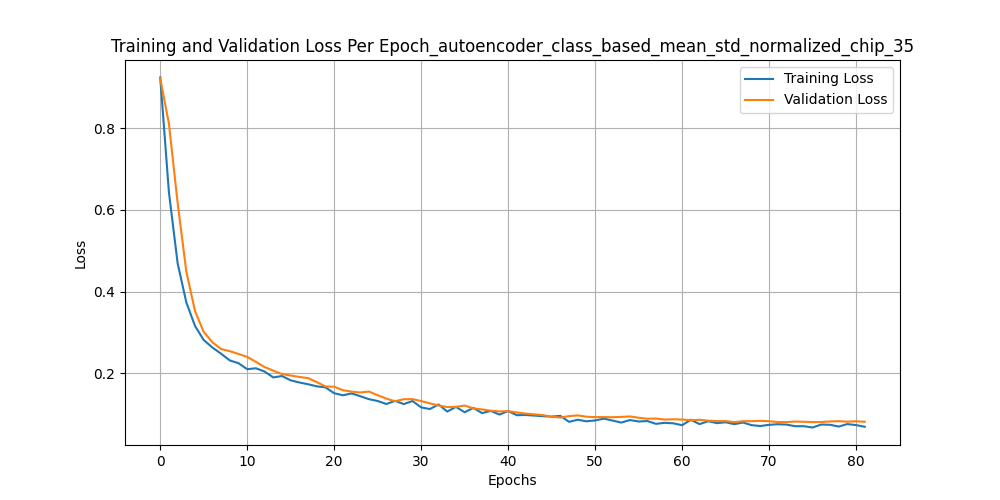 Training and Validation Loss Per Epoch_autoencoder_class_based_mean_std_normalized_chip_35
Training Loss
Validation Loss
0.8
0.6
0.4
0.2
Loss
0 10 20 30 40 50 60 70 80
Epochs